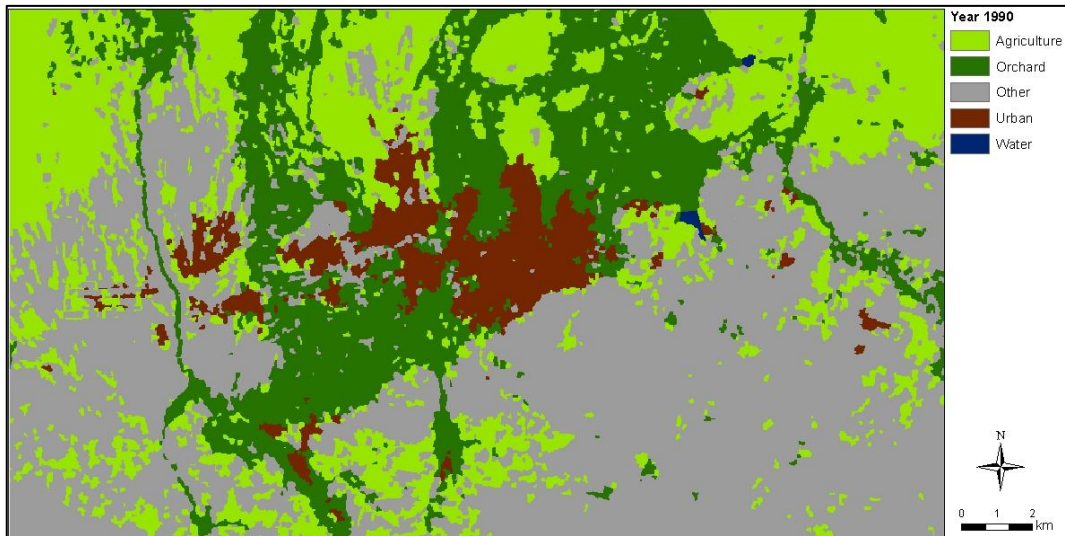 Year 1990
Agriculture
Orchard
Other
Urban
Water
N
0 1 2
km